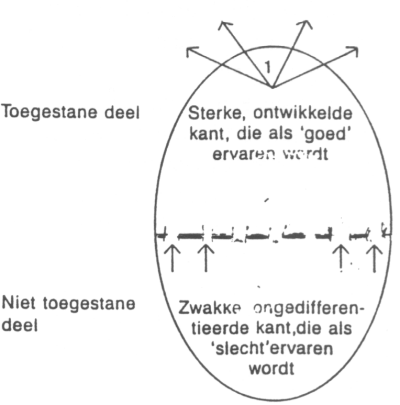 1
Toegestane deel
Sterke, ontwikkelde
kant, die als 'goed'
ervaren wordt
Niet toegestane
deel
Zwakke ongedifferen-
tieerde kant,die als
'slecht'ervaren
wordt